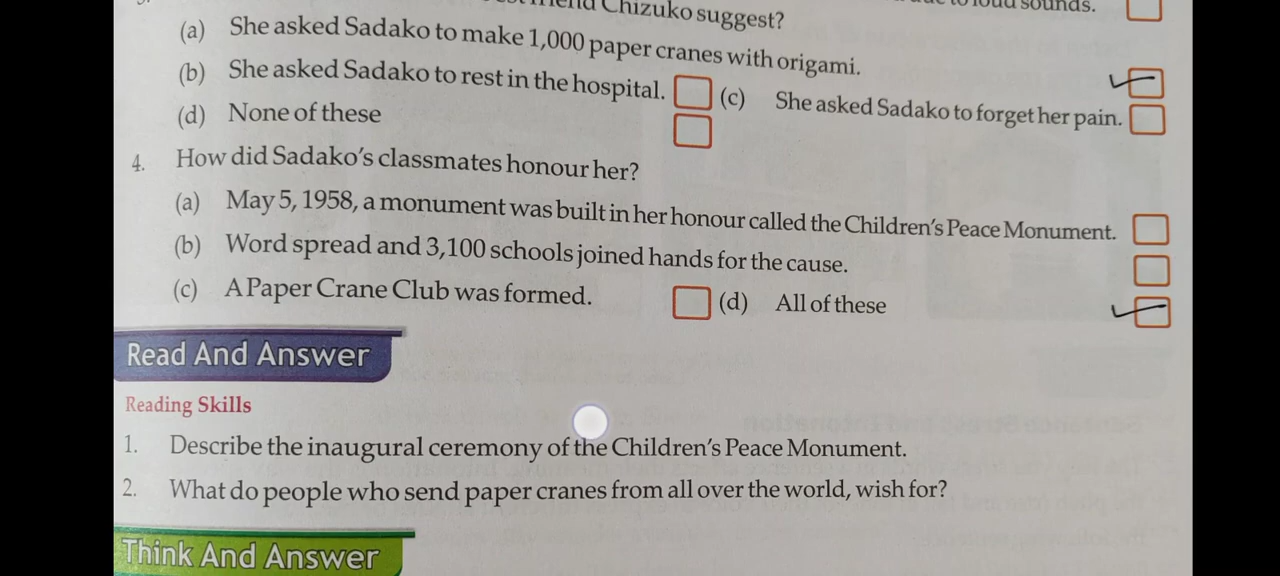 Chizuko suggest?
to loud sounds.
(a) She asked Sadako to make 1,000 paper cranes with origami.
(b) She asked Sadako to rest in the hospital. (c) She asked Sadako to forget her pain.
(d) None of these
4. How did Sadako's classmates honour her?
(a) May 5, 1958, a monument was built in her honour called the Children's Peace Monument.
(b) Word spread and 3,100 schools joined hands for the cause.
(c) A Paper Crane Club was formed. (d) All of these
Read And Answer
Reading Skills
1. Describe the inaugural ceremony of the Children's Peace Monument.
2. What do people who send paper cranes from all over the world, wish for?
Think And Answer